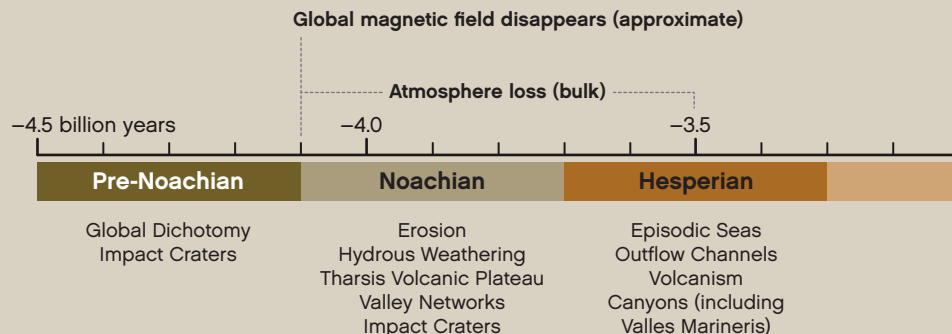 Global magnetic field disappears (approximate)
Atmosphere loss (bulk)
–4.5 billion years
–4.0
–3.5
Pre-Noachian
Noachian
Hesperian
Global Dichotomy
Impact Craters
Erosion
Hydrous Weathering
Tharsis Volcanic Plateau
Valley Networks
Impact Craters
Episodic Seas
Outflow Channels
Volcanism
Canyons (including
Valles Marineris)